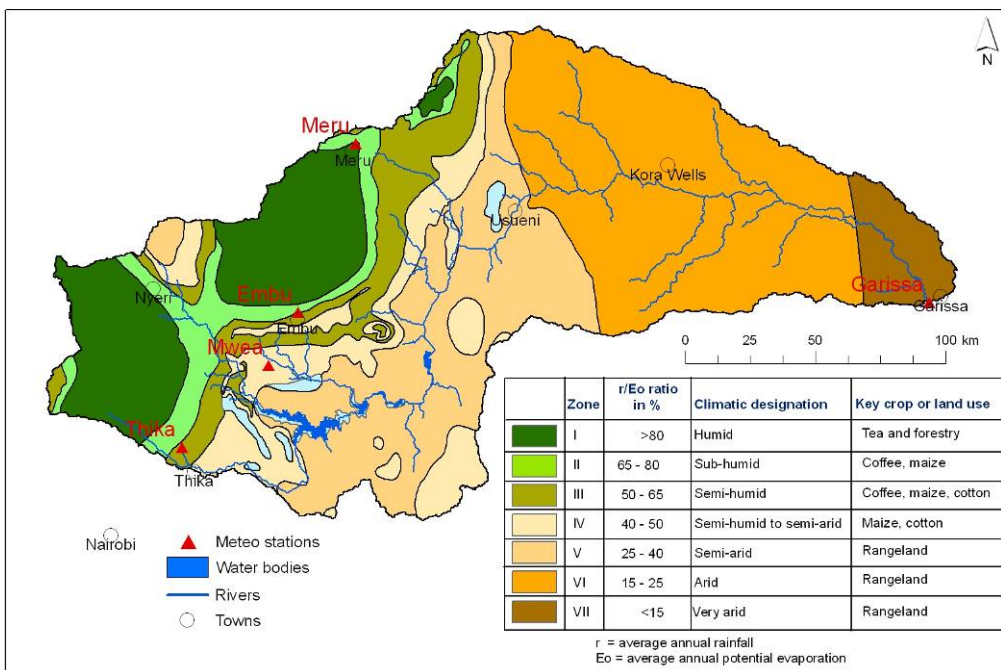 N
Meru
Meru
Kora Wells
Usueni
Nyeri
Garissa
Garissa
Embu
Embu
Mwea
Thika
Thika
Nairobi
0 25 50 100 km
Meteo stations
Water bodies
Rivers
Towns
Zone r/Eo ratio in % Climatic designation Key crop or land use
I >80 Humid Tea and forestry
II 65 - 80 Sub-humid Coffee, maize
III 50 - 65 Semi-humid Coffee, maize, cotton
IV 40 - 50 Semi-humid to semi-arid Maize, cotton
V 25 - 40 Semi-arid Rangeland
VI 15 - 25 Arid Rangeland
VII <15 Very arid Rangeland
r = average annual rainfall
Eo = average annual potential evaporation